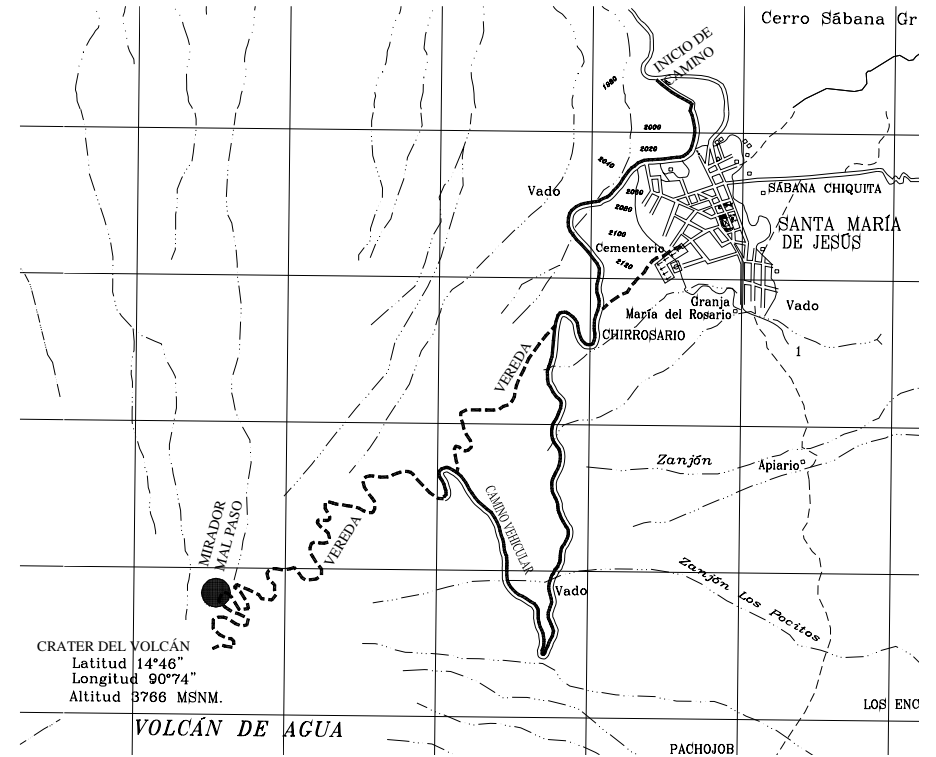 Cerro Sábana Gr
INICIO DE
CAMINO
1980
2000
2020
2040
Vado
SÁBANA CHIQUITA
2060
2080
SANTA MARÍA
DE JESÚS
2100
Cementerio
2120
Granja
María del Rosario
Vado
CHIRROSARIO
1
VEREDA
Zanjón
Apiario
CAMINO VEHICULAR
VEREDA
MIRADOR
MAL PASO
Zanjón Los Pocitos
Vado
CRATER DEL VOLCÁN
Latitud 14°46"
Longitud 90°74"
Altitud 3766 MSNM.
LOS ENC
VOLCÁN DE AGUA
PACHOJOB